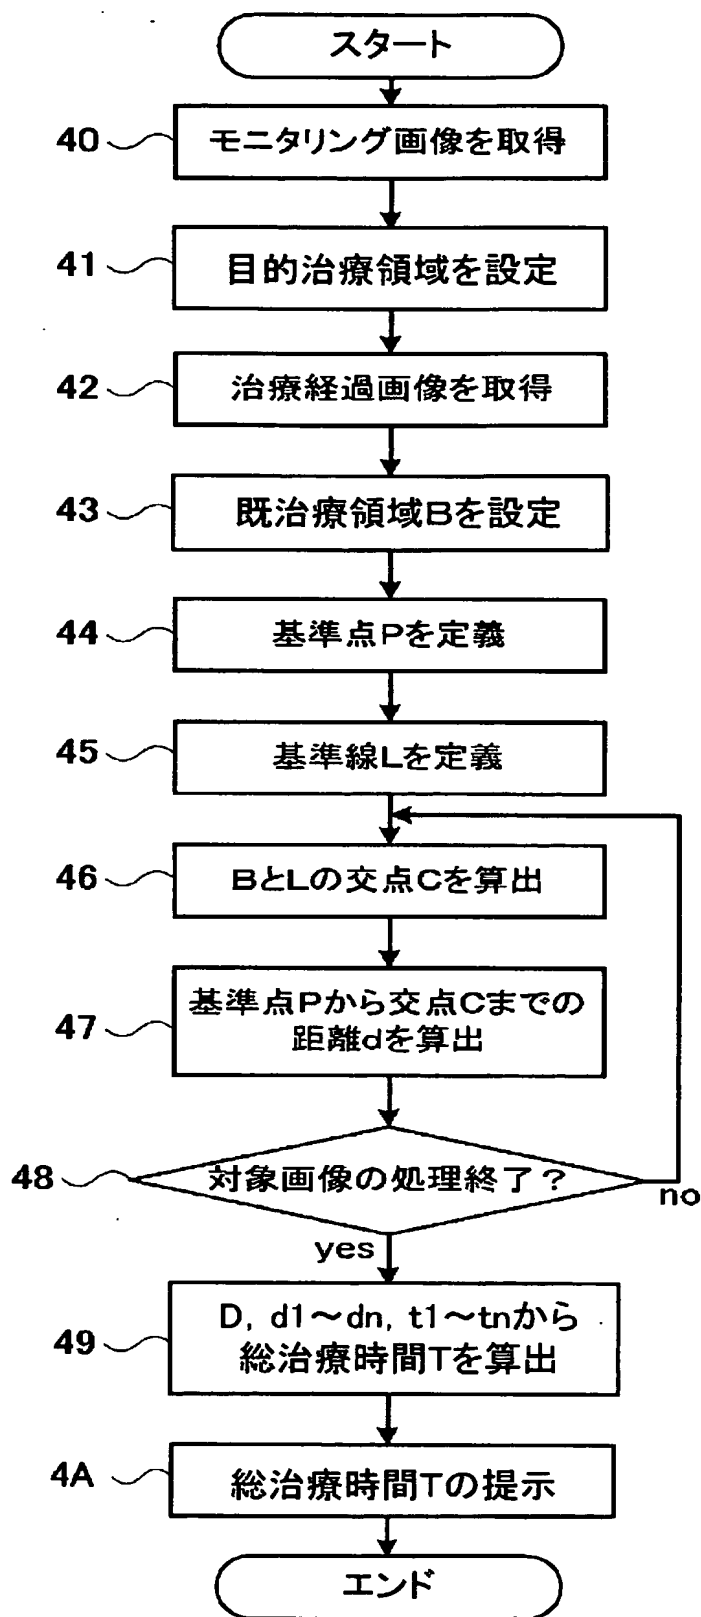 スタート
40 モニタリング画像を取得
41 目的治療領域を設定
42 治療経過画像を取得
43 既治療領域Bを設定
44 基準点Pを定義
45 基準線Lを定義
46 BとLの交点Cを算出
47 基準点Pから交点Cまでの
距離dを算出
48 対象画像の処理終了？
no
yes
49 D, d1～dn, t1～tnから
総治療時間Tを算出
4A 総治療時間Tの提示
エンド